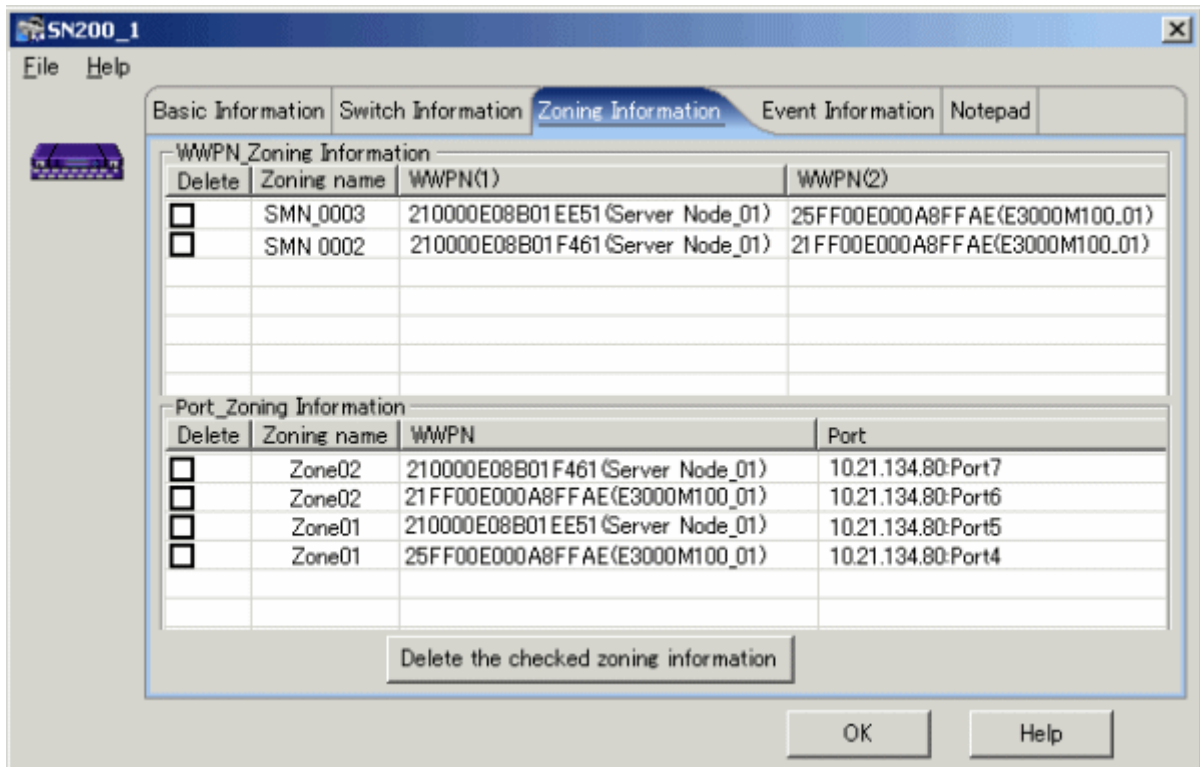 SN200_1
File Help
Basic Information Switch Information Zoning Information Event Information Notepad
WWPN_Zoning Information
Delete Zoning name WWPN(1) WWPN(2)
SMN_0003 210000E08B01EE51(Server Node_01) 25FF00E000A8FFAE(E3000M100_01)
SMN 0002 210000E08B01F461(Server Node_01) 21FF00E000A8FFAE(E3000M100_01)
Port_Zoning Information
Delete Zoning name WWPN Port
Zone02 210000E08B01F461(Server Node_01) 10.21.134.80:Port7
Zone02 21FF00E000A8FFAE(E3000M100_01) 10.21.134.80:Port6
Zone01 210000E08B01EE51(Server Node_01) 10.21.134.80:Port5
Zone01 25FF00E000A8FFAE(E3000M100_01) 10.21.134.80:Port4
Delete the checked zoning information
OK Help